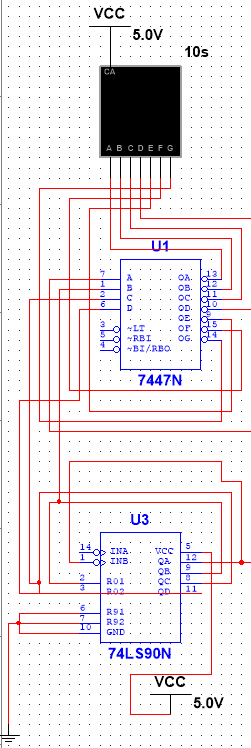 VCC
5.0V
10s
CA
A B C D E F G
U1
7 A OA 13
1 B OB 12
2 C OC 11
6 D OD 10
OE 9
3 ~LT OF 15
5 ~RBI OG 14
4 ~BI/RBO
7447N
U3
14 INA VCC 5
1 INB QA 12
QB 9
2 R01 QC 8
3 R02 QD 11
6 R91
7 R92
10 GND
74LS90N
VCC
5.0V